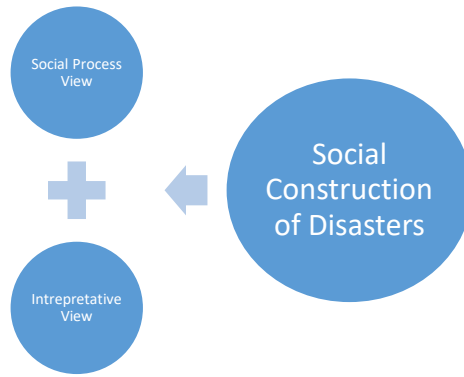 Social Process
View
Intrepretative
View
Social
Construction
of Disasters